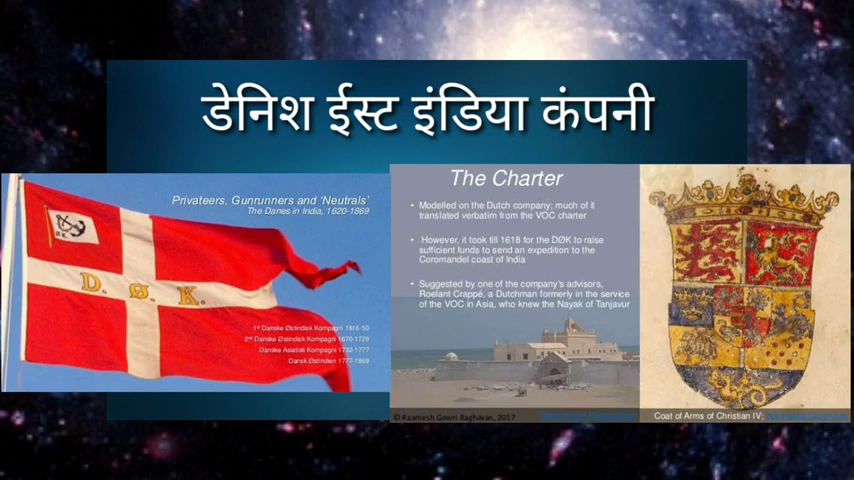 डेनिश ईस्ट इंडिया कंपनी
Privateers, Gunrunners and 'Neutrals'
The Danes in India, 1620-1869
D. Ø. K.
1st Danske Østindisk Kompagni 1616-50
2nd Danske Østindisk Kompagni 1670-1729
Danske Asiatisk Kompagni 1732-1777
Dansk Østindien 1777-1869
The Charter
• Modelled on the Dutch company; much of it
translated verbatim from the VOC charter
• However, it took till 1618 for the DØK to raise
sufficient funds to send an expedition to the
Coromandel coast of India
• Suggested by one of the company's advisors,
Roelant Crappé, a Dutchman formerly in the service
of the VOC in Asia, who knew the Nayak of Tanjavur
© Raamesh Gowri Raghavan, 2017
Coat of Arms of Christian IV;